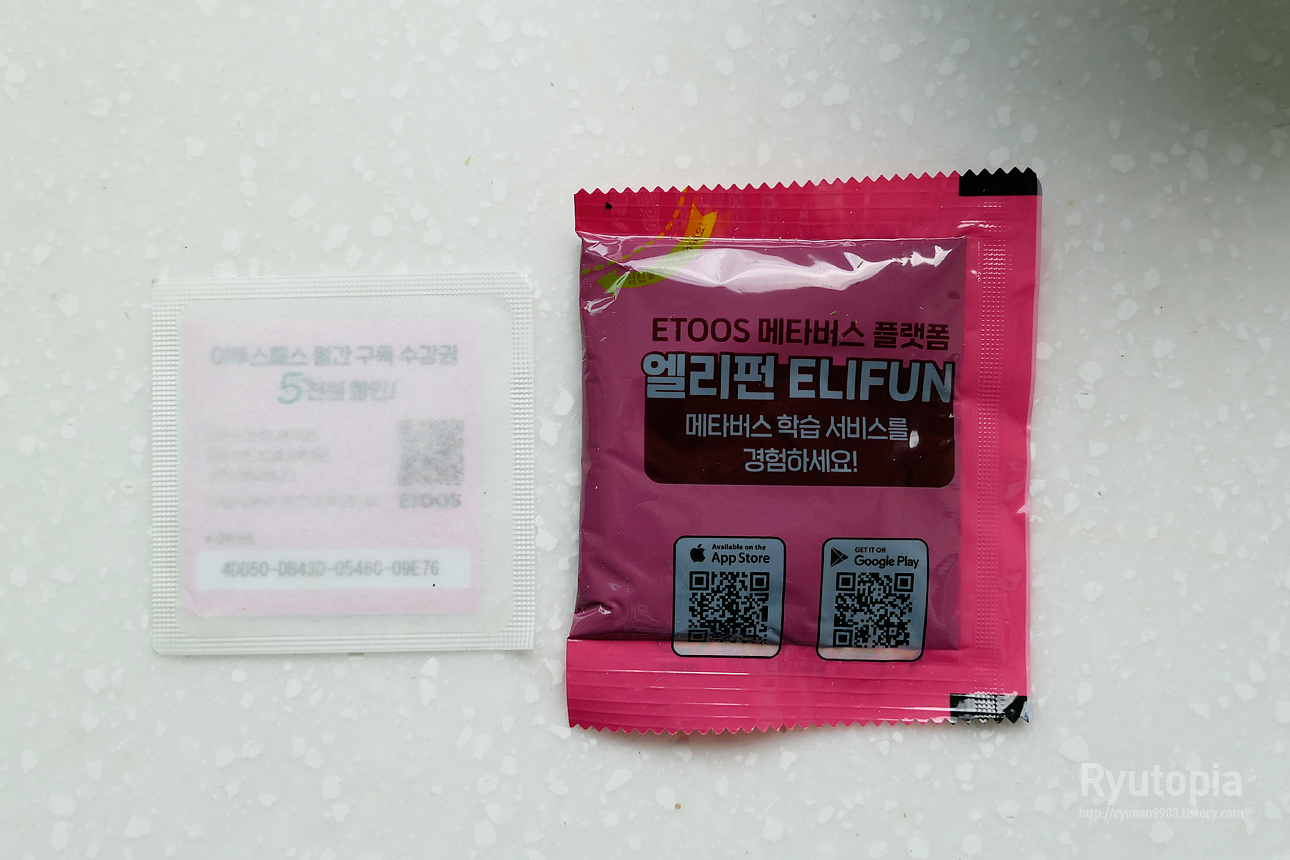 이투스패스 월간 구독 수강권
5천원 할인!
ETOOS
4DD50-DB43D-0546C-09E76
ETOOS 메타버스 플랫폼
엘리펀 ELIFUN
메타버스 학습 서비스를
경험하세요!
Available on the
App Store
GET IT ON
Google Play
Ryutopia
http://ryuman9903.tistory.com